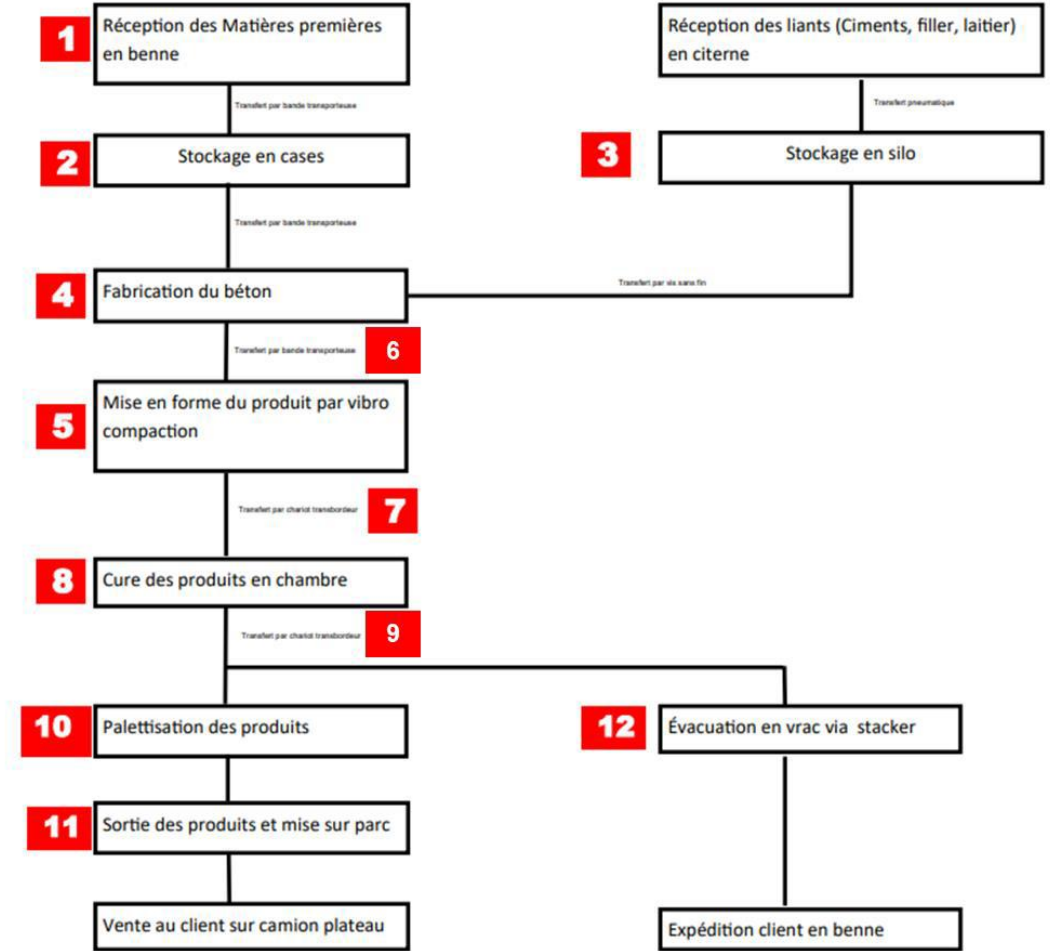 1
Réception des Matières premières
en benne
Réception des liants (Ciments, filler, laitier)
en citerne
Transfert par bande transporteuse
Transfert pneumatique
2
Stockage en cases
3
Stockage en silo
Transfert par bande transporteuse
4
Fabrication du béton
Transfert par vis sans fin
Transfert par bande transporteuse
6
5
Mise en forme du produit par vibro
compaction
Transfert par chariot transbordeur
7
8
Cure des produits en chambre
Transfert par chariot transbordeur
9
10
Palettisation des produits
12
Évacuation en vrac via stacker
11
Sortie des produits et mise sur parc
Vente au client sur camion plateau
Expédition client en benne